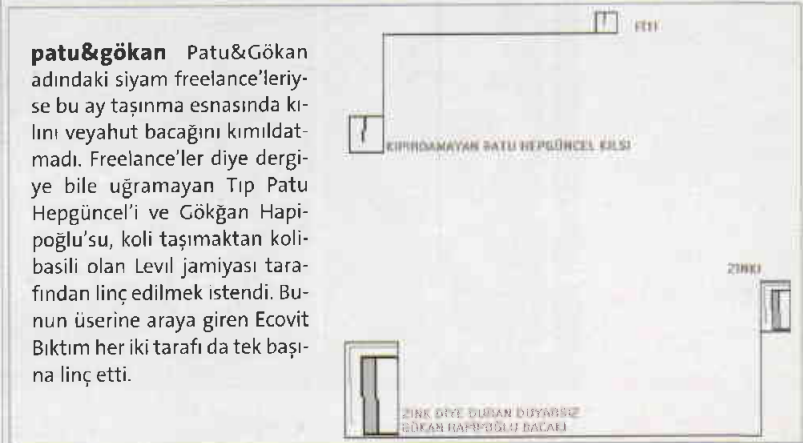 patu&gökan Patu&Gökan
adındaki siyam freelance'leriy-
se bu ay taşınma esnasında kı-
lını veyahut bacağını kımıldat-
madı. Freelance'ler diye dergi-
ye bile uğramayan Tıp Patu
Hepgüncel'i ve Gökğan Hapi-
poğlu'su, koli taşımaktan koli-
basili olan Levıl jamiyası tara-
fından linç edilmek istendi. Bu-
nun üserine araya giren Ecovit
Bıktım her iki tarafı da tek başı-
na linç etti.
KIPIRDAMAYAN BATU HEPGÜNCEL KILSI
ZINK!
ZINK DİYE DURAN DUYARSIZ
GÖKAN HAPİPOĞLU BACAKI